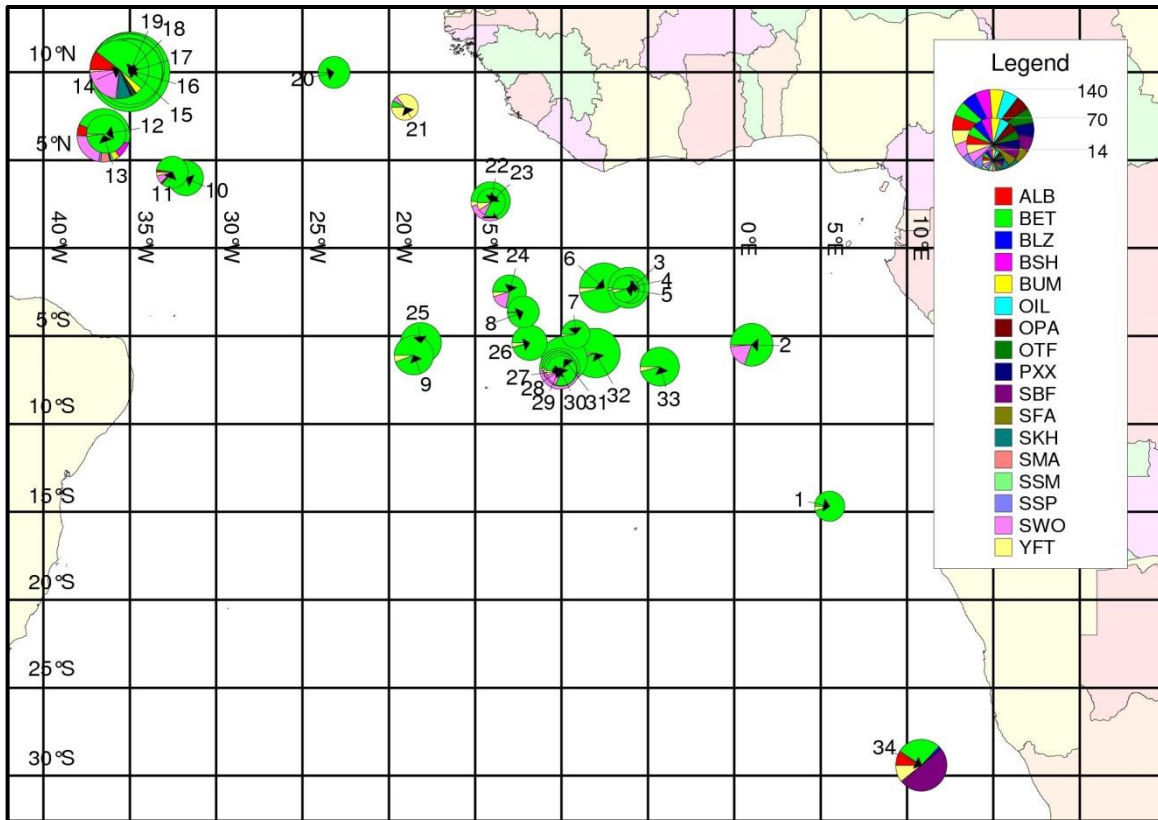 19
18
17
16
15
14
12
13
11
10
10°N
5°N
20
21
22
23
40°W
35°W
30°W
25°W
20°W
15°W
0°E
5°E
10°E
24
6
3
4
5
7
8
25
26
9
27
28
29
30
31
32
33
2
5°S
10°S
1
15°S
20°S
25°S
30°S
34
Legend
140
70
14
ALB
BET
BLZ
BSH
BUM
OIL
OPA
OTF
PXX
SBF
SFA
SKH
SMA
SSM
SSP
SWO
YFT